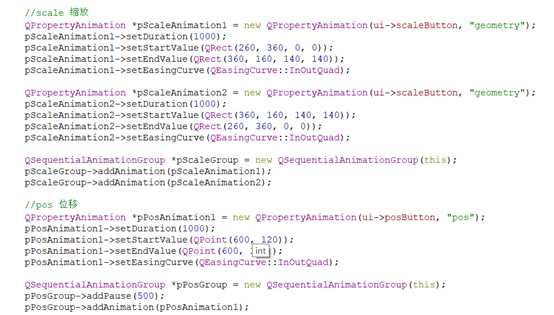 //scale 缩放
QPropertyAnimation *pScaleAnimation1 = new QPropertyAnimation(ui->scaleButton, "geometry");
pScaleAnimation1->setDuration(1000);
pScaleAnimation1->setStartValue(QRect(260, 360, 0, 0));
pScaleAnimation1->setEndValue(QRect(360, 160, 140, 140));
pScaleAnimation1->setEasingCurve(QEasingCurve::InOutQuad);
QPropertyAnimation *pScaleAnimation2 = new QPropertyAnimation(ui->scaleButton, "geometry");
pScaleAnimation2->setDuration(1000);
pScaleAnimation2->setStartValue(QRect(360, 160, 140, 140));
pScaleAnimation2->setEndValue(QRect(260, 360, 0, 0));
pScaleAnimation2->setEasingCurve(QEasingCurve::InOutQuad);
QSequentialAnimationGroup *pScaleGroup = new QSequentialAnimationGroup(this);
pScaleGroup->addAnimation(pScaleAnimation1);
pScaleGroup->addAnimation(pScaleAnimation2);
//pos 位移
QPropertyAnimation *pPosAnimation1 = new QPropertyAnimation(ui->posButton, "pos");
pPosAnimation1->setDuration(1000);
pPosAnimation1->setStartValue(QPoint(600, 120));
pPosAnimation1->setEndValue(QPoint(600, int );
pPosAnimation1->setEasingCurve(QEasingCurve::InOutQuad);
QSequentialAnimationGroup *pPosGroup = new QSequentialAnimationGroup(this);
pPosGroup->addPause(500);
pPosGroup->addAnimation(pPosAnimation1);